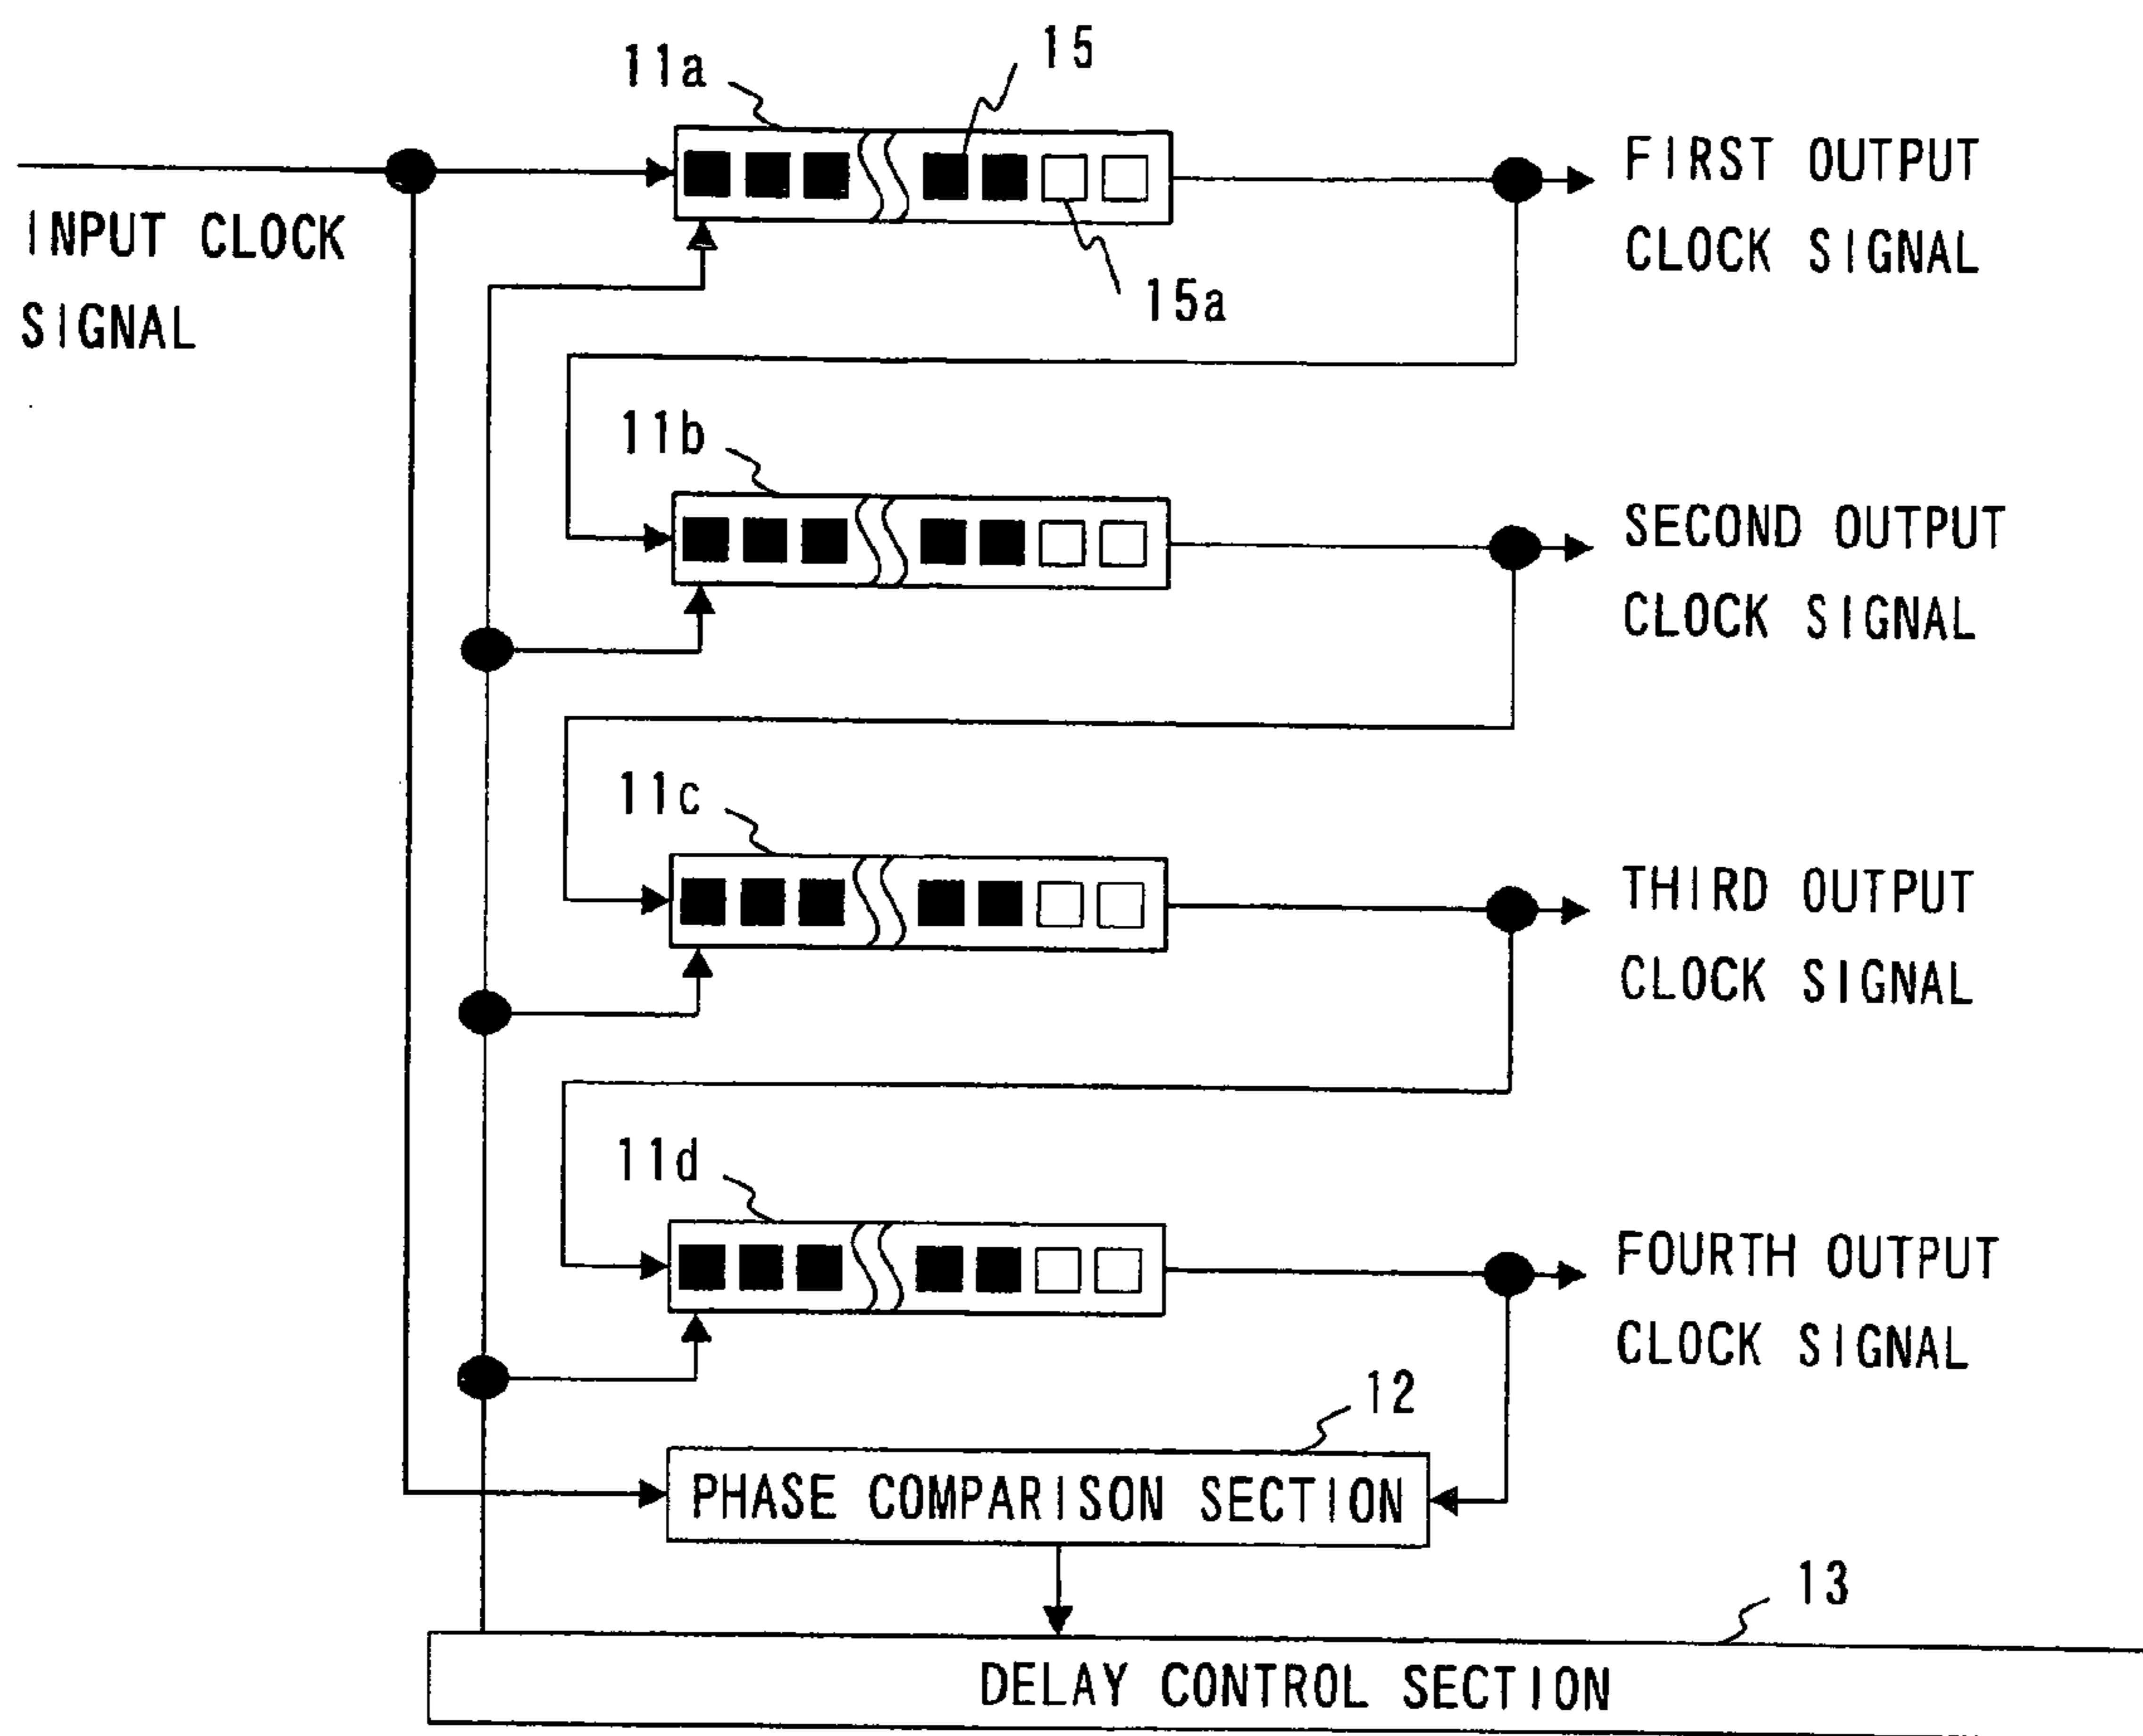 15
11a
FIRST OUTPUT
CLOCK SIGNAL
INPUT CLOCK
SIGNAL
15a
11b
SECOND OUTPUT
CLOCK SIGNAL
11c
THIRD OUTPUT
CLOCK SIGNAL
11d
FOURTH OUTPUT
CLOCK SIGNAL
12
PHASE COMPARISON SECTION
13
DELAY CONTROL SECTION